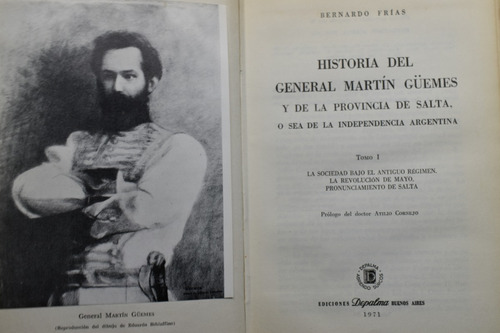 General MARTÍN GÜEMES
(Reproducción del dibujo de Eduardo Schiaffino)
BERNARDO FRÍAS
HISTORIA DEL
GENERAL MARTÍN GÜEMES
Y DE LA PROVINCIA DE SALTA,
O SEA DE LA INDEPENDENCIA ARGENTINA
TOMO I
LA SOCIEDAD BAJO EL ANTIGUO REGIMEN.
LA REVOLUCIÓN DE MAYO.
PRONUNCIAMIENTO DE SALTA
Prólogo del doctor ATILIO CORNEJO
DEPALMA
EDICIONES Depalma BUENOS AIRES
1971